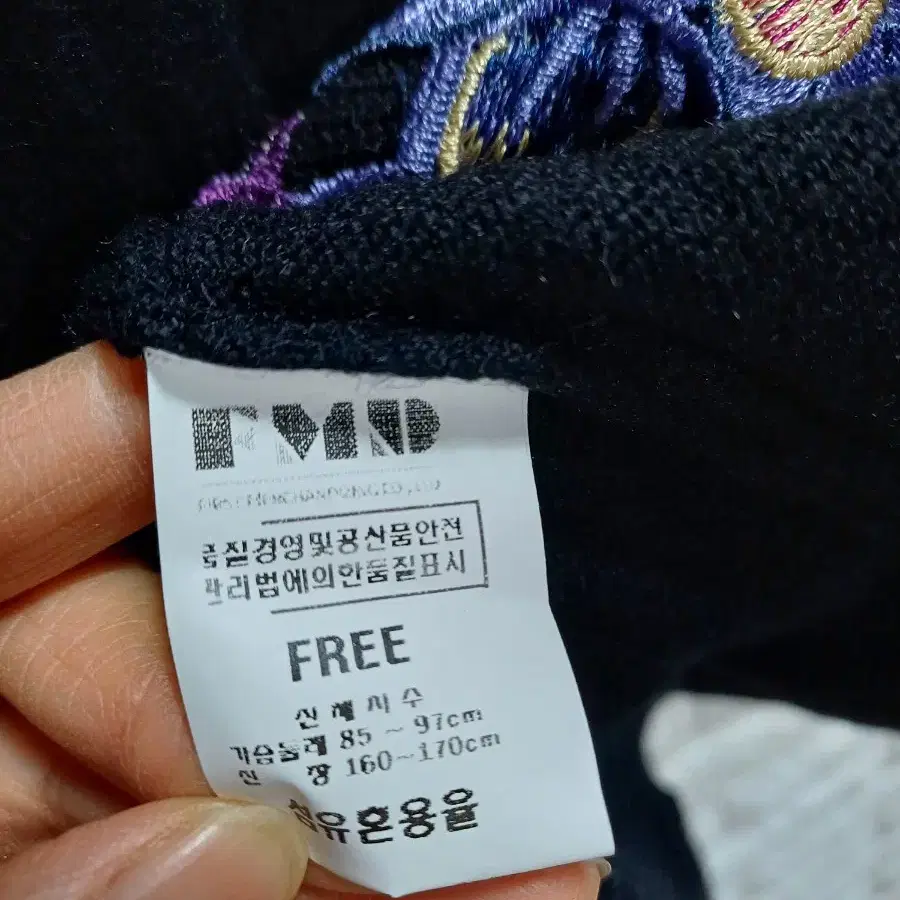 FMD
품질경영및공산품안전
관리법에의한품질표시
FREE
신체치수
가슴둘레 85 ~ 97cm
신 장 160~170cm
섬유혼용율